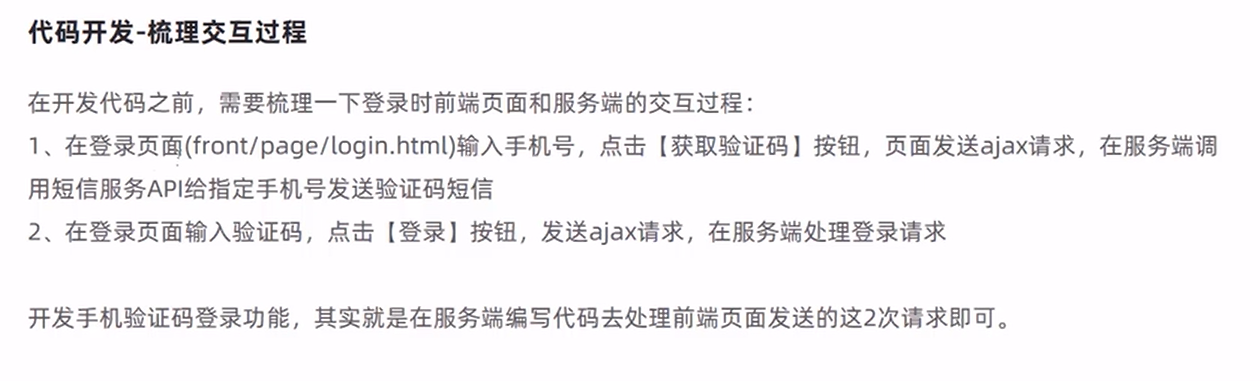 代码开发-梳理交互过程
在开发代码之前，需要梳理一下登录时前端页面和服务端的交互过程：
1、在登录页面(front/page/login.html)输入手机号，点击【获取验证码】按钮，页面发送ajax请求，在服务端调
用短信服务API给指定手机号发送验证码短信
2、在登录页面输入验证码，点击【登录】按钮，发送ajax请求，在服务端处理登录请求
开发手机验证码登录功能，其实就是在服务端编写代码去处理前端页面发送的这2次请求即可。